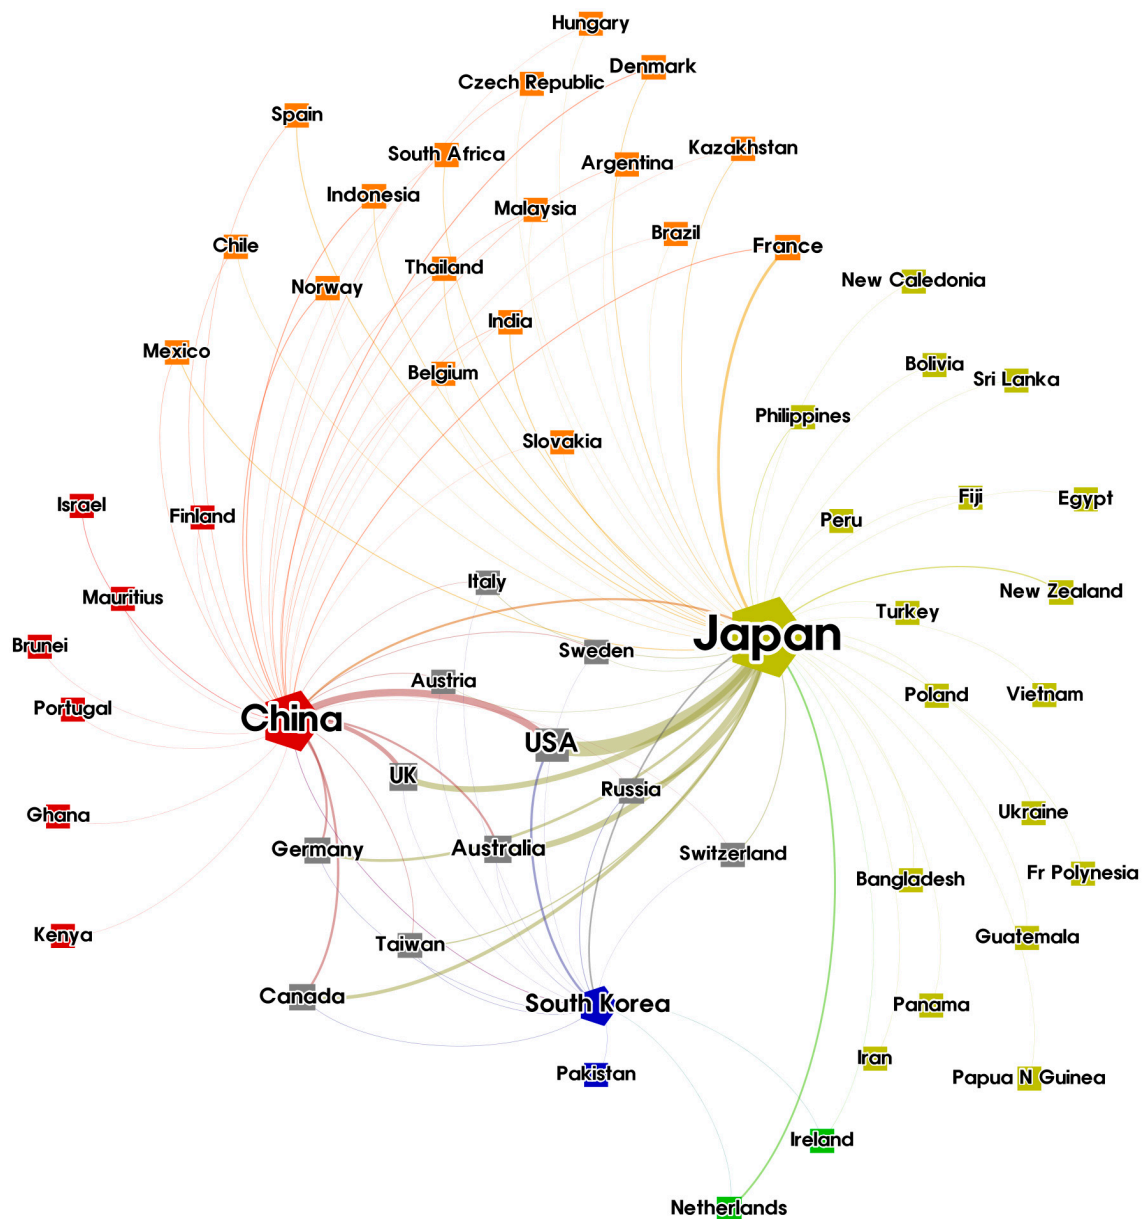 Hungary
Denmark
Czech Republic
Spain
Kazakhstan
South Africa
Argentina
Indonesia
Malaysia
Brazil
Chile
France
Thailand
New Caledonia
Norway
India
Mexico
Bolivia
Belgium
Sri Lanka
Philippines
Slovakia
Israel
Fiji
Egypt
Finland
Peru
Italy
New Zealand
Mauritius
Turkey
Japan
Brunei
Sweden
Austria
Poland
Vietnam
Portugal
China
USA
UK
Russia
Ukraine
Ghana
Germany
Australia
Switzerland
Fr Polynesia
Bangladesh
Kenya
Guatemala
Taiwan
Canada
South Korea
Panama
Iran
Pakistan
Papua N Guinea
Ireland
Netherlands